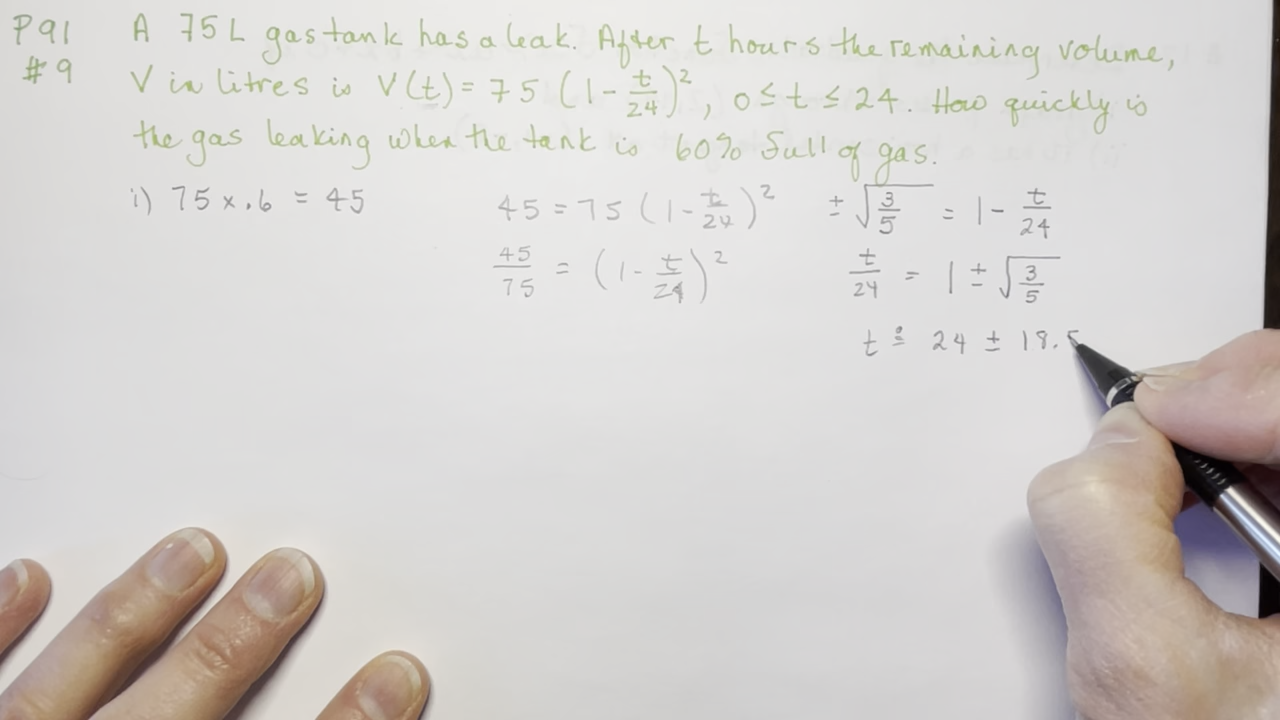 P91 A 75L gas tank has a leak. After t hours the remaining volume,
#9 V in litres is V(t) = 75 (1 - t/24)², 0 ≤ t ≤ 24. How quickly is
the gas leaking when the tank is 60% full of gas.
i) 75 x .6 = 45
45 = 75 (1 - t/24)²
45/75 = (1 - t/24)²
± √3/5 = 1 - t/24
t/24 = 1 ± √3/5
t ≐ 24 ± 18.5